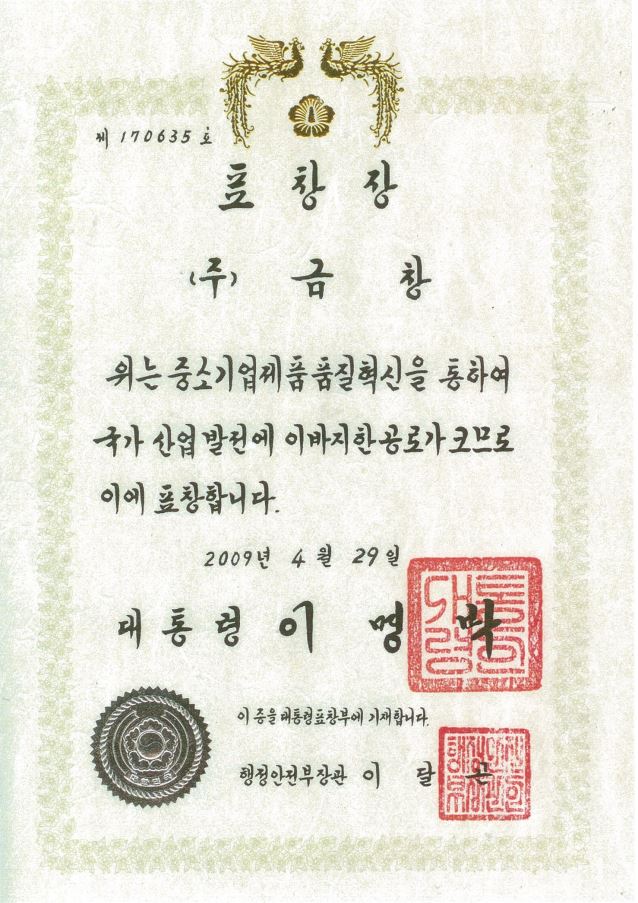 제 170635 호
표 창 장
(주) 금 창
위는 중소기업제품 품질혁신을 통하여
국가 산업 발전에 이바지한 공로가 크므로
이에 표창합니다.
2009년 4월 29일
대통령 이 명 박
이 증을 대통령표창부에 기재합니다.
행정안전부장관 이 달 곤